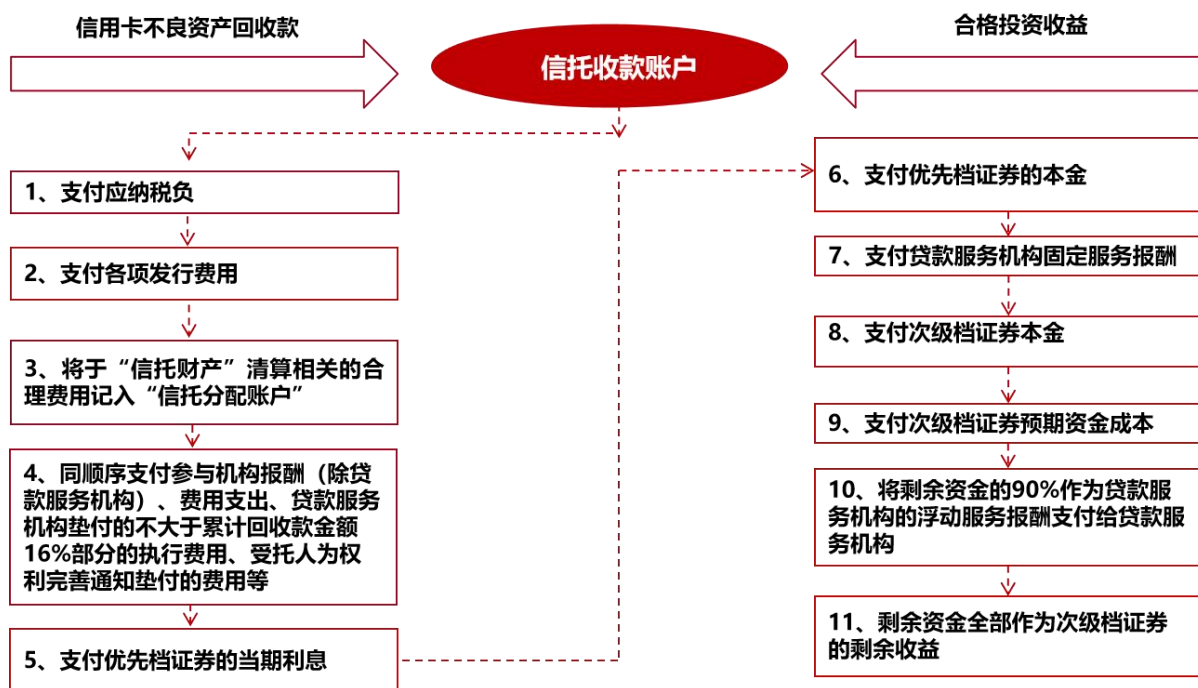 信用卡不良资产回收款
信托收款账户
合格投资收益
1、支付应纳税负
2、支付各项发行费用
3、将于“信托财产”清算相关的合
理费用记入“信托分配账户”
4、同顺序支付参与机构报酬（除贷
款服务机构）、费用支出、贷款服务
机构垫付的不大于累计回收款金额
16%部分的执行费用、受托人为权
利完善通知垫付的费用等
5、支付优先档证券的当期利息
6、支付优先档证券的本金
7、支付贷款服务机构固定服务报酬
8、支付次级档证券本金
9、支付次级档证券预期资金成本
10、将剩余资金的90%作为贷款服
务机构的浮动服务报酬支付给贷款
服务机构
11、剩余资金全部作为次级档证券
的剩余收益